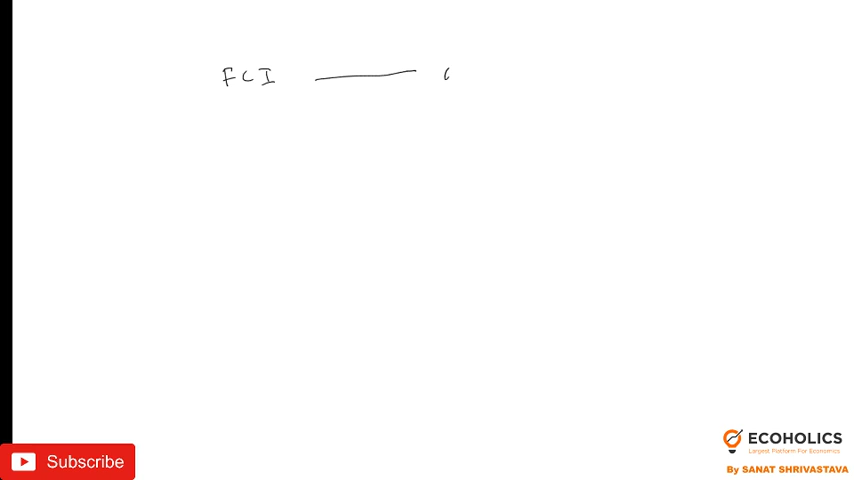 FCI —
ECOHOLICS
Largest Platform For Economics
Subscribe
By SANAT SHRIVASTAVA